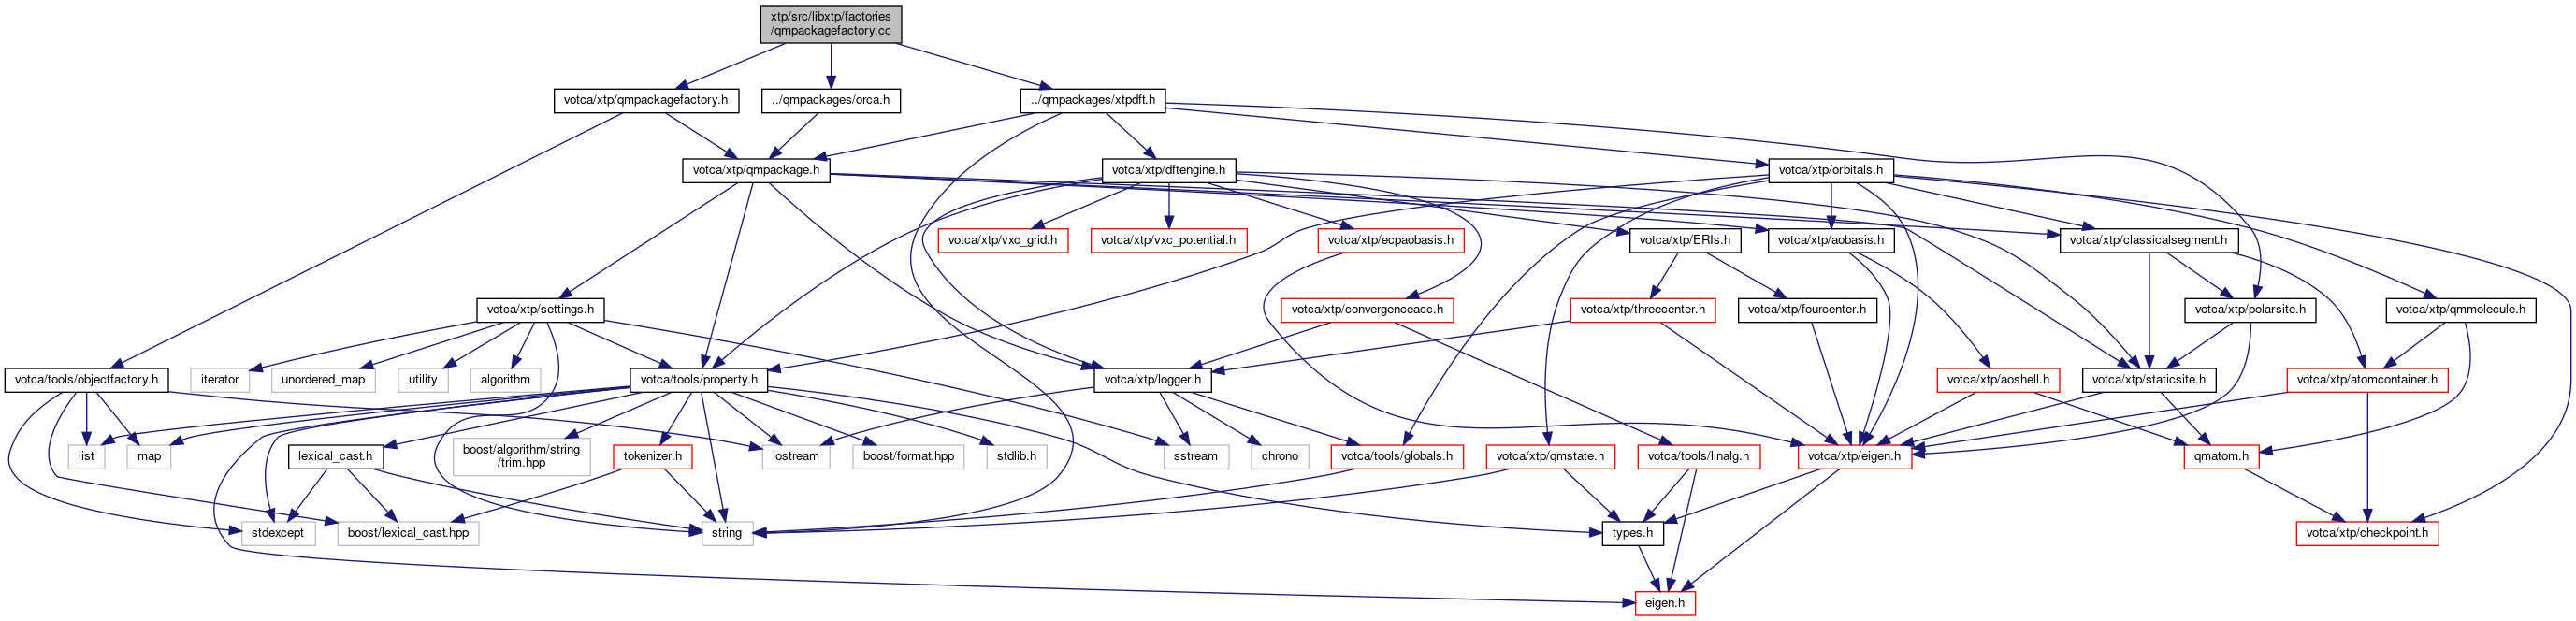 xtp/src/libxtp/factories
/qmpackagefactory.cc
votca/xtp/qmpackagefactory.h
../qmpackages/orca.h
../qmpackages/xtpdft.h
votca/xtp/qmpackage.h
votca/xtp/dftengine.h
votca/xtp/orbitals.h
votca/xtp/vxc_grid.h
votca/xtp/vxc_potential.h
votca/xtp/ecpaobasis.h
votca/xtp/ERIs.h
votca/xtp/aobasis.h
votca/xtp/classicalsegment.h
votca/xtp/settings.h
votca/xtp/convergenceacc.h
votca/xtp/threecenter.h
votca/xtp/fourcenter.h
votca/xtp/polarsite.h
votca/xtp/qmmolecule.h
votca/tools/objectfactory.h
iterator
unordered_map
utility
algorithm
votca/tools/property.h
votca/xtp/logger.h
votca/xtp/aoshell.h
votca/xtp/staticsite.h
votca/xtp/atomcontainer.h
list
map
lexical_cast.h
boost/algorithm/string
/trim.hpp
tokenizer.h
iostream
boost/format.hpp
stdlib.h
sstream
chrono
votca/tools/globals.h
votca/xtp/qmstate.h
votca/tools/linalg.h
votca/xtp/eigen.h
qmatom.h
stdexcept
boost/lexical_cast.hpp
string
types.h
votca/xtp/checkpoint.h
eigen.h